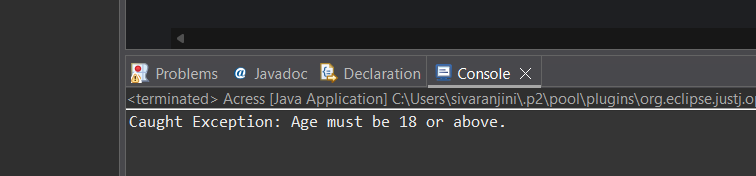 Problems @ Javadoc Declaration Console
<terminated> Acress [Java Application] C:\Users\sivaranjini\.p2\pool\plugins\org.eclipse.justj.o
Caught Exception: Age must be 18 or above.